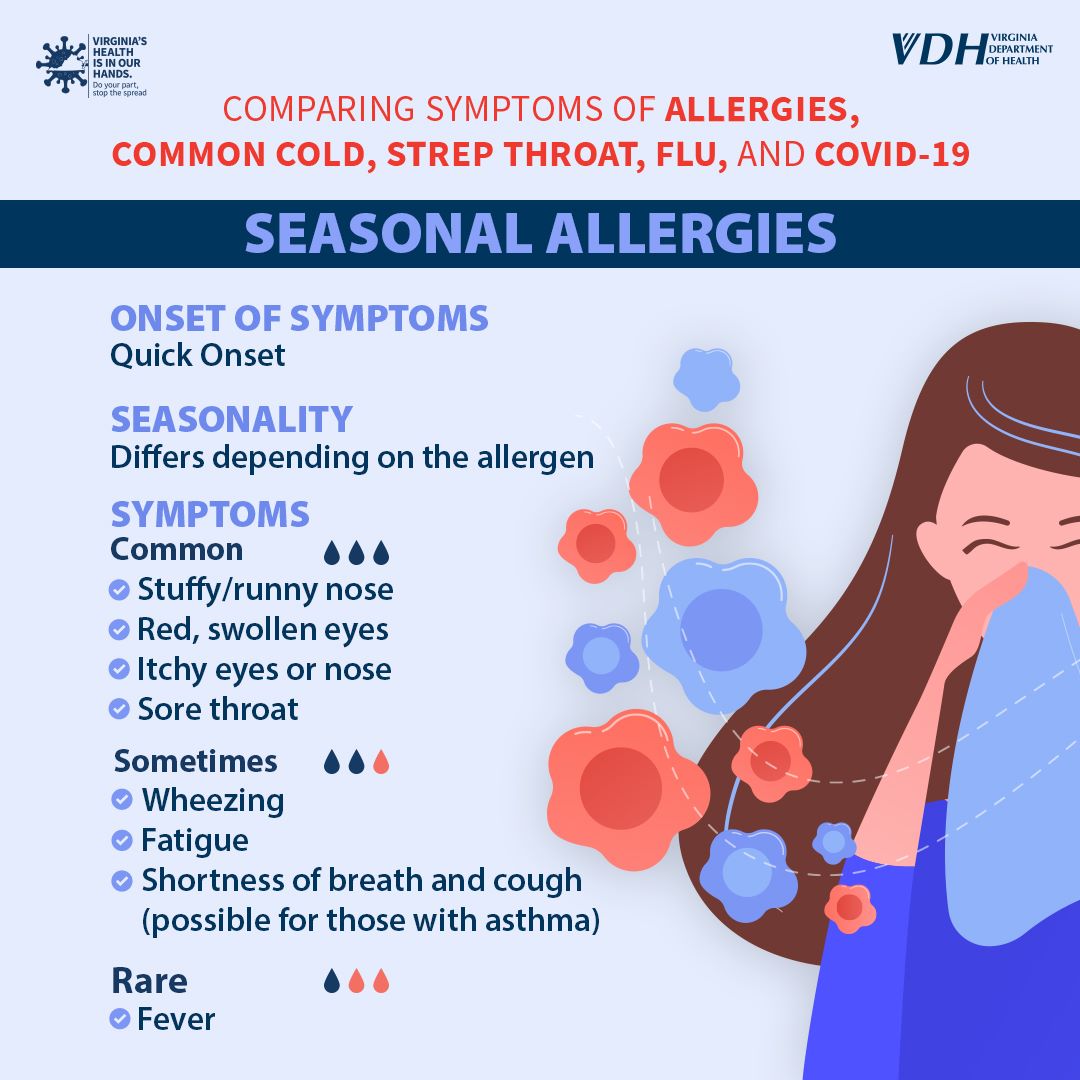 VIRGINIA'S
HEALTH
IS IN OUR
HANDS.
Do your part,
stop the spread
VDH VIRGINIA
DEPARTMENT
OF HEALTH
COMPARING SYMPTOMS OF ALLERGIES,
COMMON COLD, STREP THROAT, FLU, AND COVID-19
SEASONAL ALLERGIES
ONSET OF SYMPTOMS
Quick Onset
SEASONALITY
Differs depending on the allergen
SYMPTOMS
Common
Stuffy/runny nose
Red, swollen eyes
Itchy eyes or nose
Sore throat
Sometimes
Wheezing
Fatigue
Shortness of breath and cough
(possible for those with asthma)
Rare
Fever